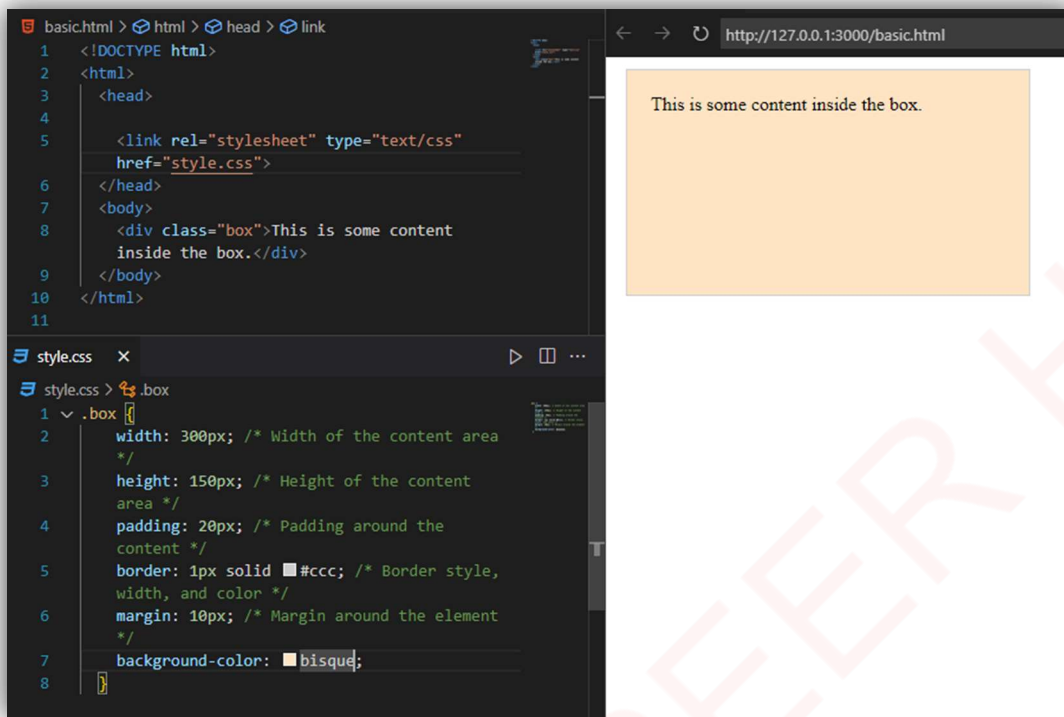 basic.html > html > head > link
1 <!DOCTYPE html>
2 <html>
3 <head>
4
5 <link rel="stylesheet" type="text/css"
href="style.css">
6 </head>
7 <body>
8 <div class="box">This is some content
inside the box.</div>
9 </body>
10 </html>
11
style.css
style.css > .box
1 .box {
2 width: 300px; /* Width of the content area
*/
3 height: 150px; /* Height of the content
area */
4 padding: 20px; /* Padding around the
content */
5 border: 1px solid #ccc; /* Border style,
width, and color */
6 margin: 10px; /* Margin around the element
*/
7 background-color: bisque;
8 }
http://127.0.0.1:3000/basic.html
This is some content inside the box.
EER H